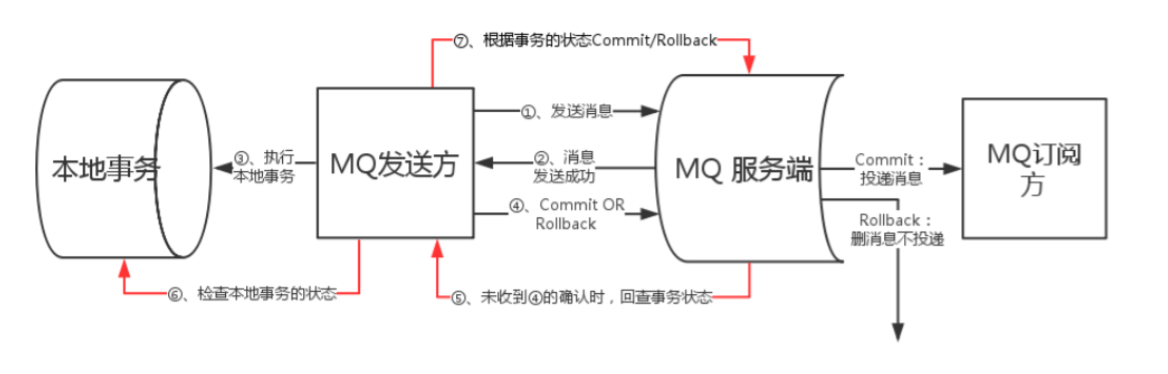 ⑦、根据事务的状态Commit/Rollback
①、发送消息
本地事务
③、执行
本地事务
MQ发送方
②、消息
发送成功
MQ 服务端
Commit：
投递消息
MQ订阅
方
④、Commit OR
Rollback
Rollback：
删消息不投递
⑥、检查本地事务的状态
⑤、未收到④的确认时，回查事务状态